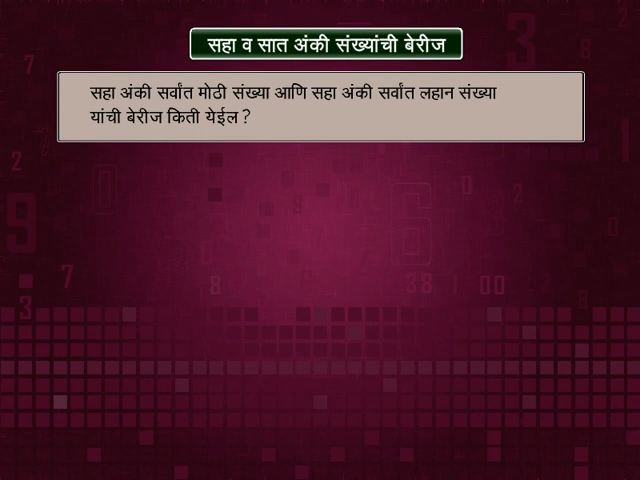 सहा व सात अंकी संख्यांची बेरीज
सहा अंकी सर्वांत मोठी संख्या आणि सहा अंकी सर्वांत लहान संख्या
यांची बेरीज किती येईल ?